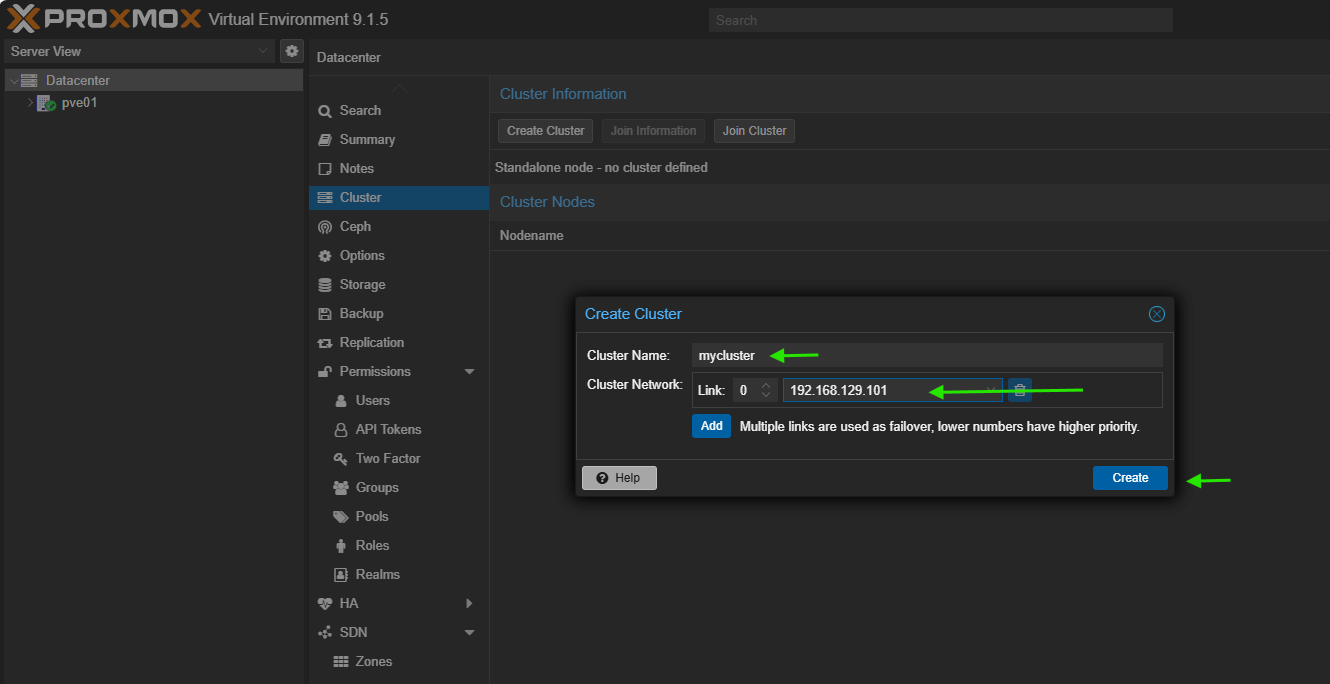 PROXMOX Virtual Environment 9.1.5
Search
Server View
Datacenter
pve01
Datacenter
Search
Summary
Notes
Cluster
Ceph
Options
Storage
Backup
Replication
Permissions
Users
API Tokens
Two Factor
Groups
Pools
Roles
Realms
HA
SDN
Zones
Cluster Information
Create Cluster Join Information Join Cluster
Standalone node - no cluster defined
Cluster Nodes
Nodename
Create Cluster
Cluster Name: mycluster
Cluster Network: Link: 0 192.168.129.101
Add Multiple links are used as failover, lower numbers have higher priority.
Help Create